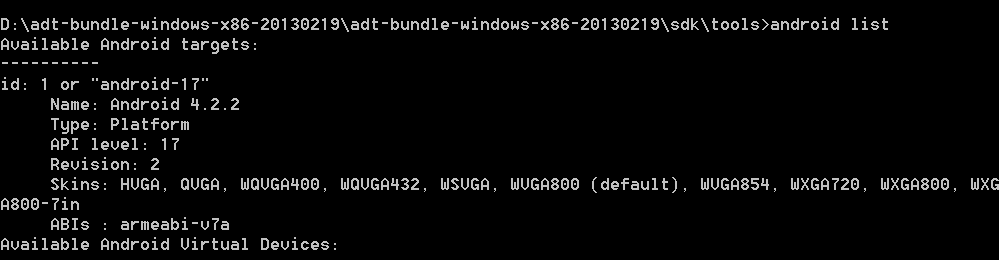 D:\adt-bundle-windows-x86-20130219\adt-bundle-windows-x86-20130219\sdk\tools>android list
Available Android targets:
----------
id: 1 or "android-17"
     Name: Android 4.2.2
     Type: Platform
     API level: 17
     Revision: 2
     Skins: HVGA, QVGA, WQVGA400, WQVGA432, WSVGA, WVGA800 (default), WVGA854, WXGA720, WXGA800, WXG
A800-7in
     ABIs : armeabi-v7a
Available Android Virtual Devices: